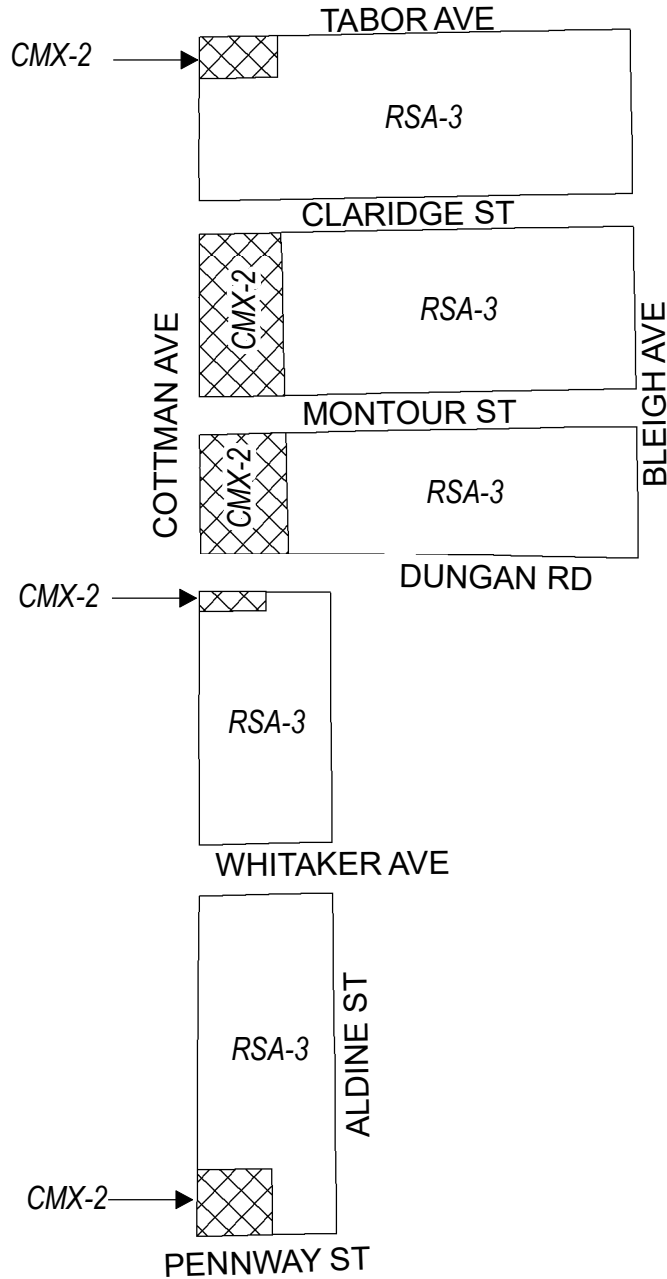 TABOR AVE
CMX-2
RSA-3
CLARIDGE ST
COTTMAN AVE
CMX-2
RSA-3
BLEIGH AVE
MONTOUR ST
CMX-2
RSA-3
DUNGAN RD
CMX-2
RSA-3
WHITAKER AVE
RSA-3
ALDINE ST
CMX-2
PENNWAY ST